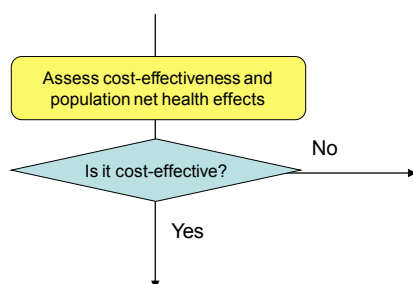 Assess cost-effectiveness and
population net health effects
Is it cost-effective?
No
Yes